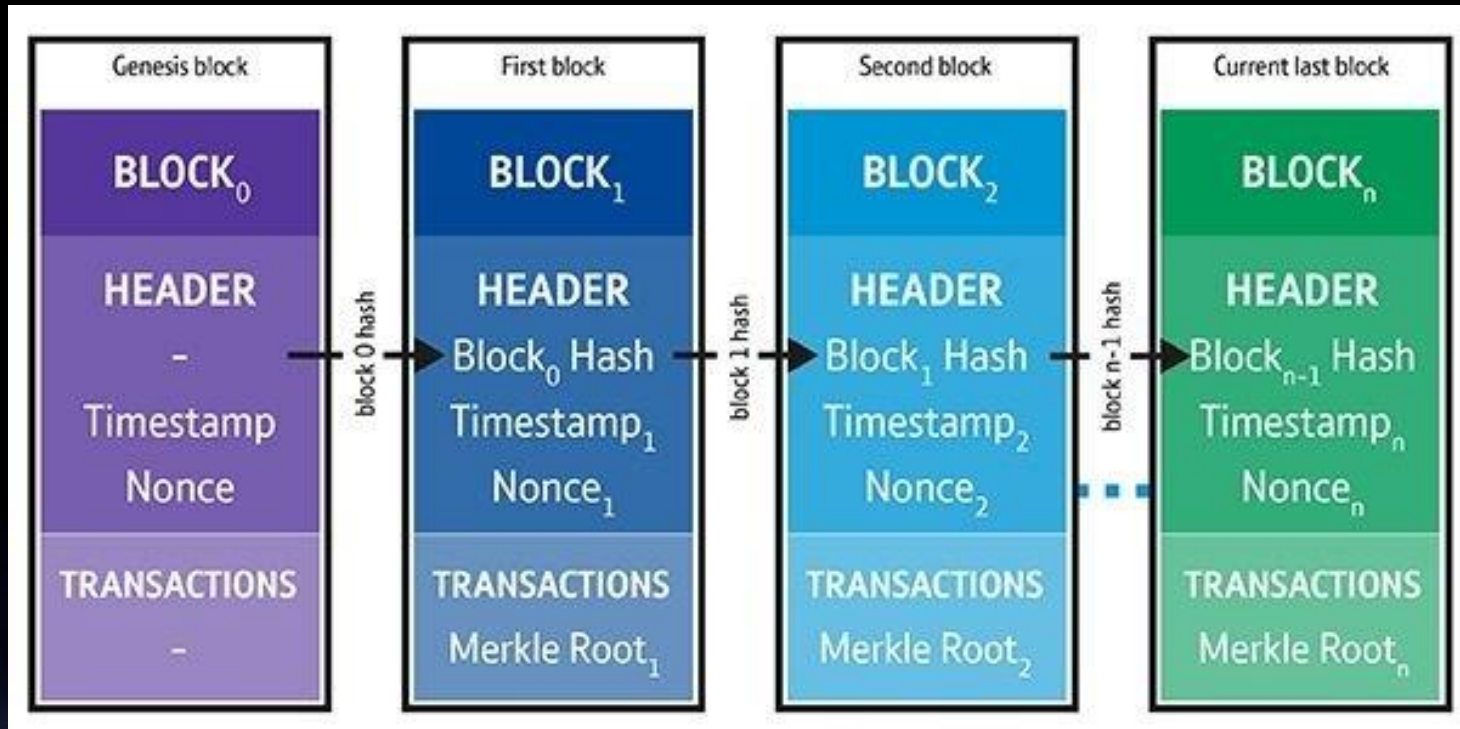 Genesis block
BLOCK₀
HEADER
-
Timestamp
Nonce
TRANSACTIONS
-
block 0 hash
First block
BLOCK₁
HEADER
Block₀ Hash
Timestamp₁
Nonce₁
TRANSACTIONS
Merkle Root₁
block 1 hash
Second block
BLOCK₂
HEADER
Block₁ Hash
Timestamp₂
Nonce₂
TRANSACTIONS
Merkle Root₂
block n-1 hash
Current last block
BLOCKₙ
HEADER
Blockₙ₋₁ Hash
Timestampₙ
Nonceₙ
TRANSACTIONS
Merkle Rootₙ